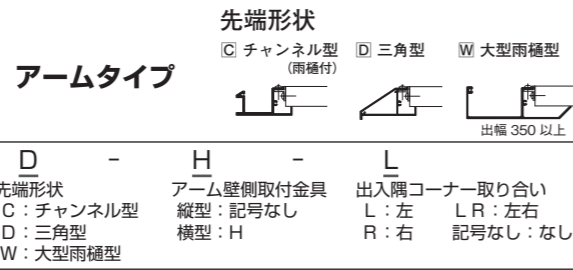 先端形状
C チャンネル型 D 三角型 W 大型雨樋型
(雨樋付)
アームタイプ
出幅 350 以上
D - H - L
先端形状 アーム壁側取付金具 出入隅コーナー取り合い
C：チャンネル型 縦型：記号なし L：左 LR：左右
D：三角型 横型：H R：右 記号なし：なし
W：大型雨樋型